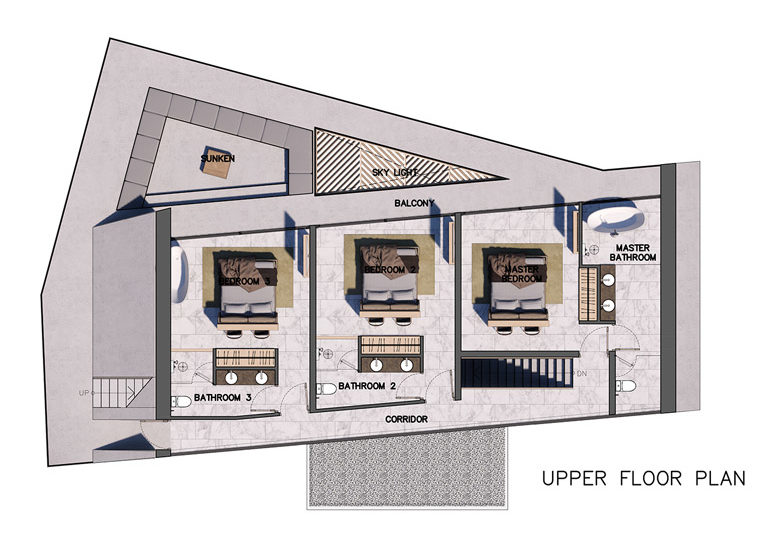 SUNKEN
SKY LIGHT
BALCONY
BEDROOM 3
BEDROOM 2
MASTER
BEDROOM
MASTER
BATHROOM
UP
DN
BATHROOM 3
BATHROOM 2
CORRIDOR
UPPER FLOOR PLAN